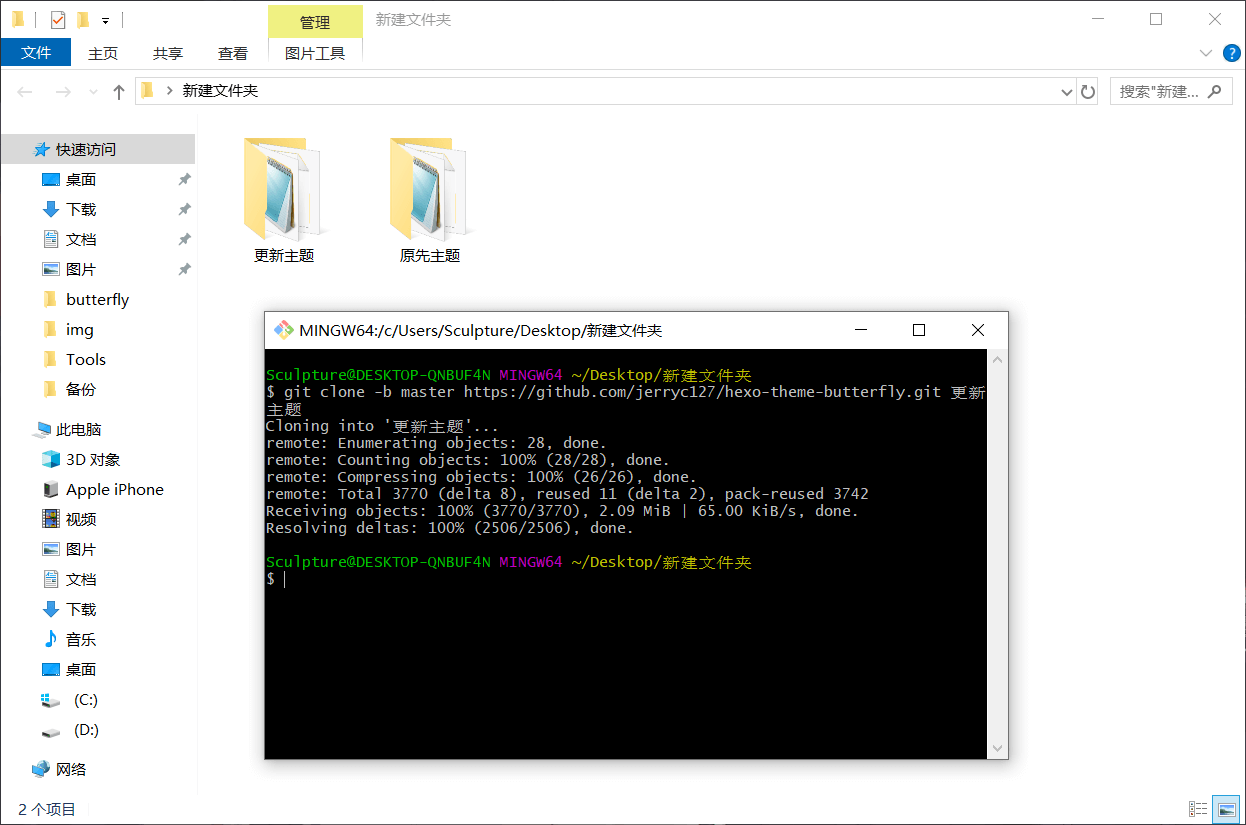 管理
新建文件夹
文件
主页
共享
查看
图片工具
新建文件夹
搜索"新建...
快速访问
桌面
下载
文档
图片
butterfly
img
Tools
备份
此电脑
3D 对象
Apple iPhone
视频
图片
文档
下载
音乐
桌面
(C:)
(D:)
网络
更新主题
原先主题
MINGW64:/c/Users/Sculpture/Desktop/新建文件夹
Sculpture@DESKTOP-QNBUF4N MINGW64 ~/Desktop/新建文件夹
$ git clone -b master https://github.com/jerryc127/hexo-theme-butterfly.git 更新
主题
Cloning into '更新主题'...
remote: Enumerating objects: 28, done.
remote: Counting objects: 100% (28/28), done.
remote: Compressing objects: 100% (26/26), done.
remote: Total 3770 (delta 8), reused 11 (delta 2), pack-reused 3742
Receiving objects: 100% (3770/3770), 2.09 MiB | 65.00 KiB/s, done.
Resolving deltas: 100% (2506/2506), done.
Sculpture@DESKTOP-QNBUF4N MINGW64 ~/Desktop/新建文件夹
$
2 个项目